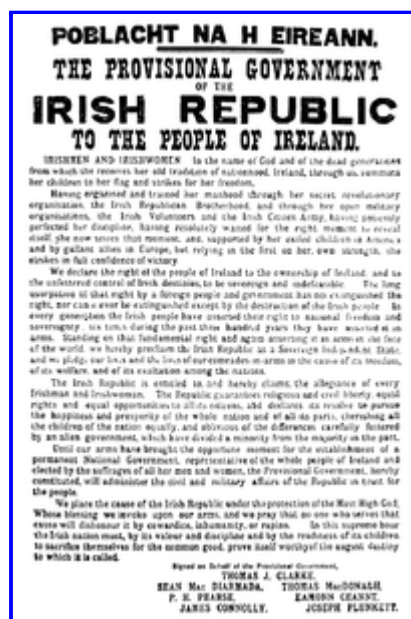 POBLACHT NA H EIREANN.
THE PROVISIONAL GOVERNMENT
OF THE
IRISH REPUBLIC
TO THE PEOPLE OF IRELAND.
IRISHMEN AND IRISHWOMEN In the name of God and of the dead generations
from which she receives her old tradition of nationhood, Ireland, through us, summons
her children to her flag and strikes for her freedom.
Having organised and trained her manhood through her secret revolutionary
organisation, the Irish Republican Brotherhood, and through her open military
organisations, the Irish Volunteers and the Irish Citizen Army, having patiently
perfected her discipline, having resolutely waited for the right moment to reveal
itself, she now seizes that moment, and, supported by her exiled children in America
and by gallant allies in Europe, but relying in the first on her own strength, she
strikes in full confidence of victory.
We declare the right of the people of Ireland to the ownership of Ireland, and to
the unfettered control of Irish destinies, to be sovereign and indefeasible. The long
usurpation of that right by a foreign people and government has not extinguished the
right, nor can it ever be extinguished except by the destruction of the Irish people. In
every generation the Irish people have asserted their right to national freedom and
sovereignty; six times during the past three hundred years they have asserted it in
arms. Standing on that fundamental right and again asserting it in arms in the face
of the world, we hereby proclaim the Irish Republic as a Sovereign Independent State,
and we pledge our lives and the lives of our comrades-in-arms to the cause of its freedom,
of its welfare, and of its exaltation among the nations.
The Irish Republic is entitled to, and hereby claims, the allegiance of every
Irishman and Irishwoman. The Republic guarantees religious and civil liberty, equal
rights and equal opportunities to all its citizens, and declares its resolve to pursue
the happiness and prosperity of the whole nation and of all its parts, cherishing all
the children of the nation equally, and oblivious of the differences carefully fostered
by an alien government, which have divided a minority from the majority in the past.
Until our arms have brought the opportune moment for the establishment of a
permanent National Government, representative of the whole people of Ireland and
elected by the suffrages of all her men and women, the Provisional Government, hereby
constituted, will administer the civil and military affairs of the Republic in trust for
the people.
We place the cause of the Irish Republic under the protection of the Most High God,
Whose blessing we invoke upon our arms, and we pray that no one who serves that
cause will dishonour it by cowardice, inhumanity, or rapine. In this supreme hour
the Irish nation must, by its valour and discipline and by the readiness of its children
to sacrifice themselves for the common good, prove itself worthy of the august destiny
to which it is called.
Signed on Behalf of the Provisional Government,
THOMAS J. CLARKE,
SEAN Mac DIARMADA, THOMAS MacDONAGH,
P. H. PEARSE, EAMONN CEANNT,
JAMES CONNOLLY, JOSEPH PLUNKETT.